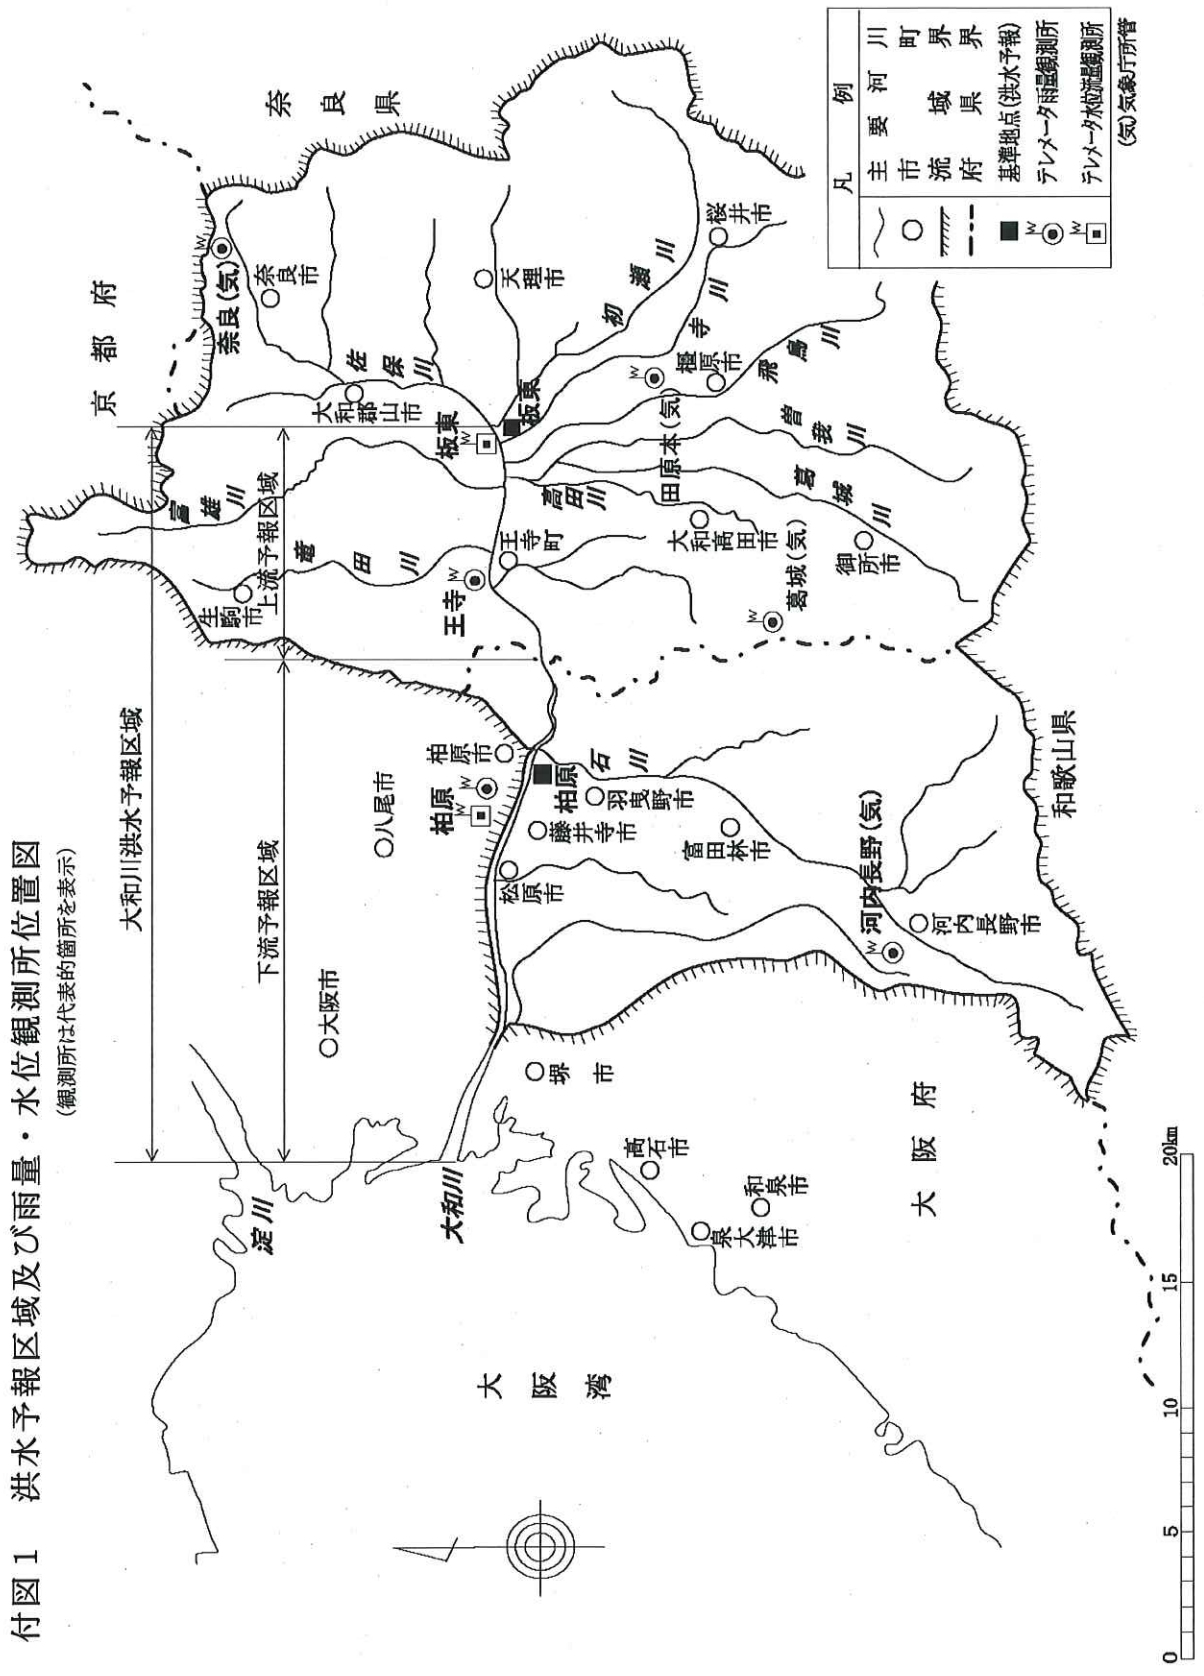 付図1 洪水予報区域及び雨量・水位観測所位置図
(観測所は代表的箇所を表示)
大和川洪水予報区域
下流予報区域
上流予報区域
京都府
奈良県
奈良(気)
W
奈良市
佐保川
大和郡山市
富雄川
竜田川
生駒市
板東
W
板東
天理市
初瀬川
桜井市
寺川
橿原市
飛鳥川
W
田原本(気)
曽我川
葛城川
高田川
大和高田市
御所市
葛城(気)
W
王寺町
王寺
W
柏原市
柏原
W
W
柏原
石川
八尾市
羽曳野市
藤井寺市
富田林市
松原市
河内長野(気)
W
河内長野市
和歌山県
大阪市
堺市
淀川
大和川
高石市
和泉市
泉大津市
大阪府
大阪湾
凡例
主要河川
市町
流域界
府県界
基準地点(洪水予報)
W
テレメータ雨量観測所
W
テレメータ水位流量観測所
(気)気象庁所管
0
5
10
15
20km